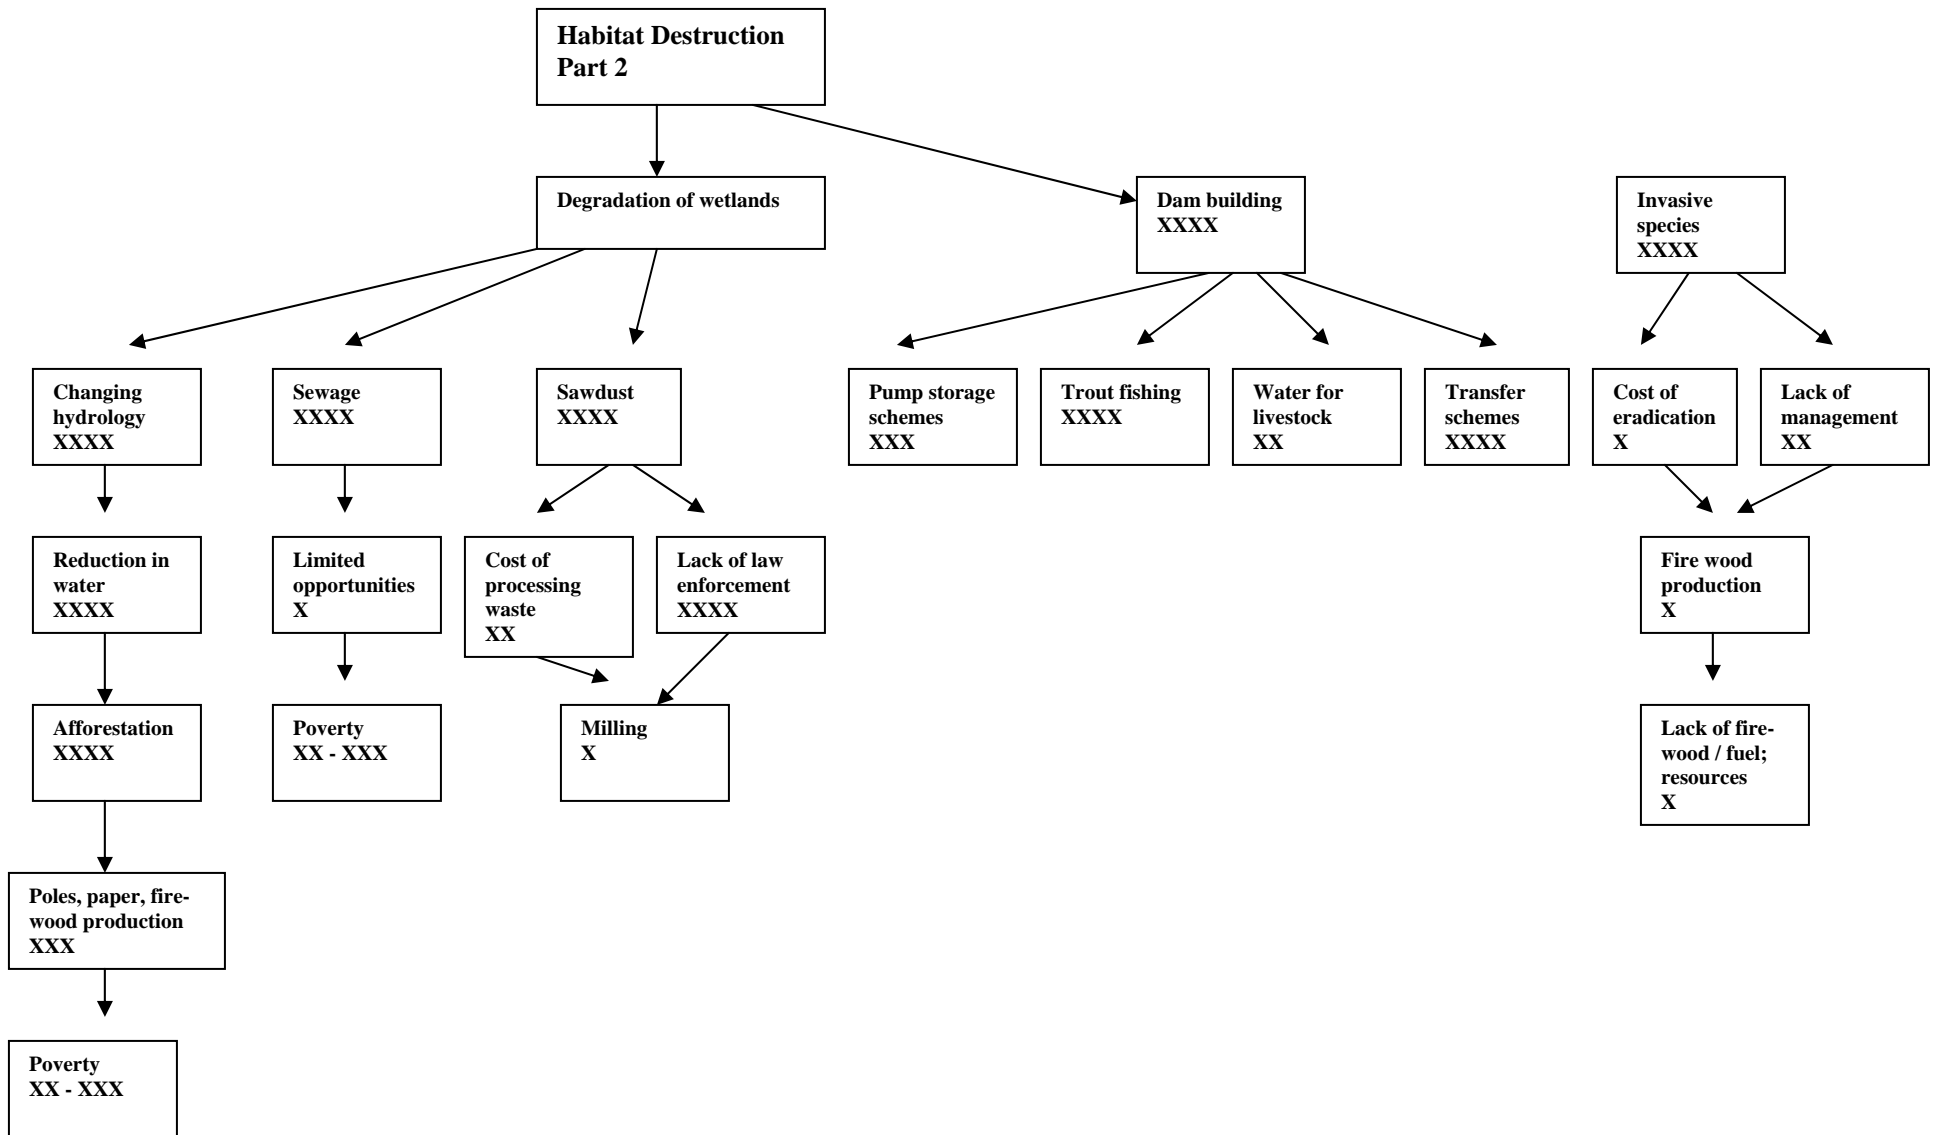 Habitat Destruction
Part 2
Degradation of wetlands
Dam building
XXXX
Invasive
species
XXXX
Changing
hydrology
XXXX
Sewage
XXXX
Sawdust
XXXX
Pump storage
schemes
XXX
Trout fishing
XXXX
Water for
livestock
XX
Transfer
schemes
XXXX
Cost of
eradication
X
Lack of
management
XX
Reduction in
water
XXXX
Limited
opportunities
X
Cost of
processing
waste
XX
Lack of law
enforcement
XXXX
Fire wood
production
X
Afforestation
XXXX
Poverty
XX - XXX
Milling
X
Lack of fire-
wood / fuel;
resources
X
Poles, paper, fire-
wood production
XXX
Poverty
XX - XXX